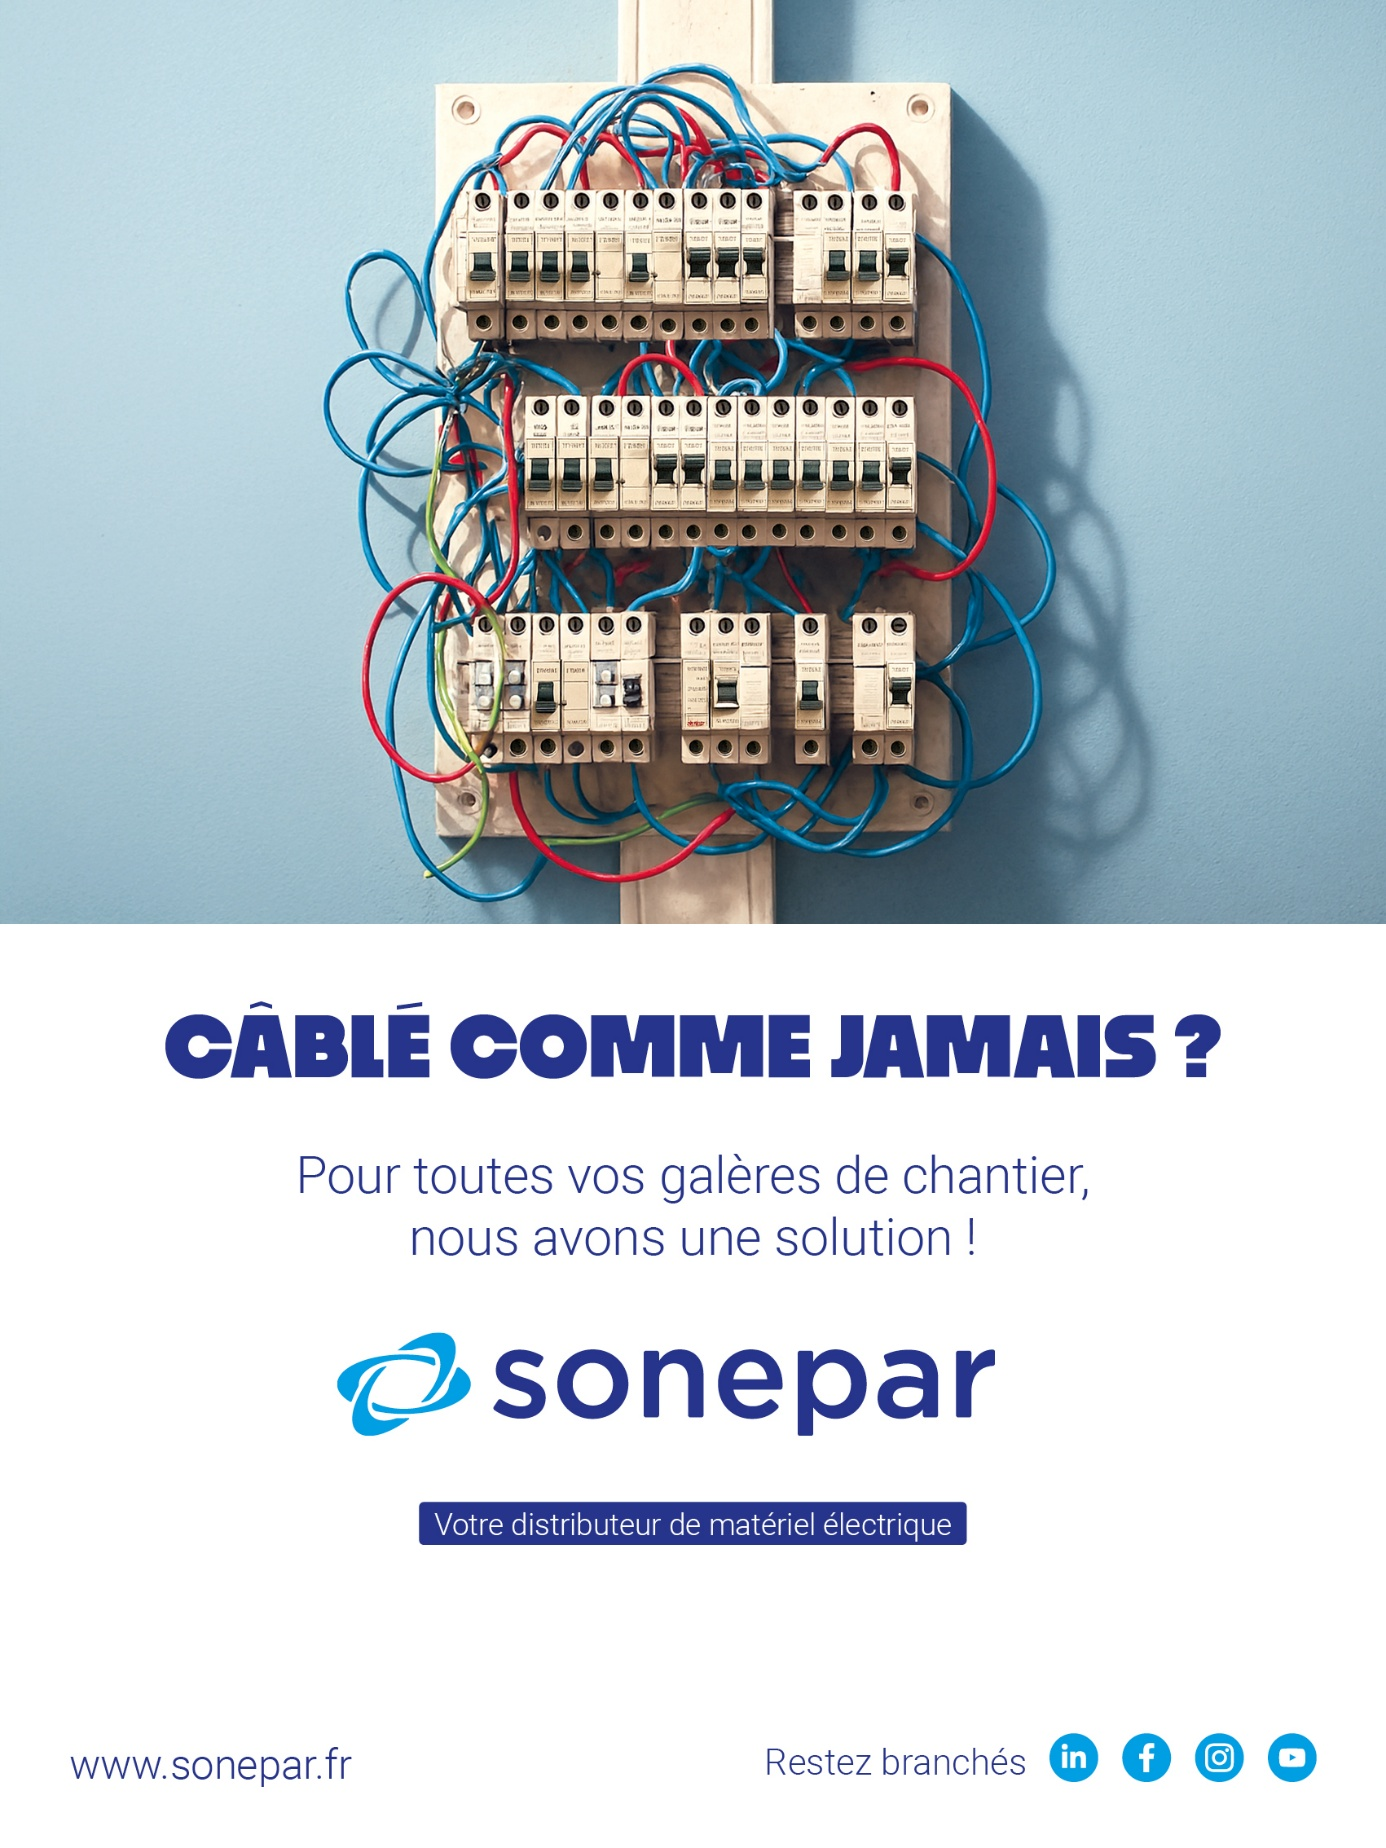 CÂBLÉ COMME JAMAIS ?
Pour toutes vos galères de chantier,
nous avons une solution !
sonepar
Votre distributeur de matériel électrique
www.sonepar.fr
Restez branchés